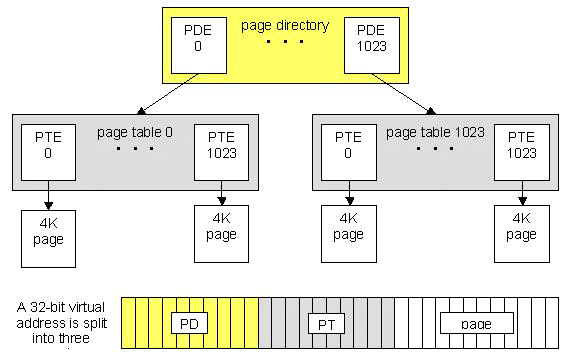 page directory
PDE
0
. . .
PDE
1023
page table 0
PTE
0
. . .
PTE
1023
page table 1023
PTE
0
. . .
PTE
1023
4K
page
4K
page
4K
page
4K
page
A 32-bit virtual
address is split
into three
PD
PT
page